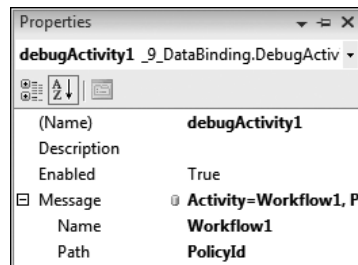 Properties
debugActivity1 _9_DataBinding.DebugActiv
(Name) debugActivity1
Description
Enabled True
Message Activity=Workflow1, P
Name Workflow1
Path PolicyId